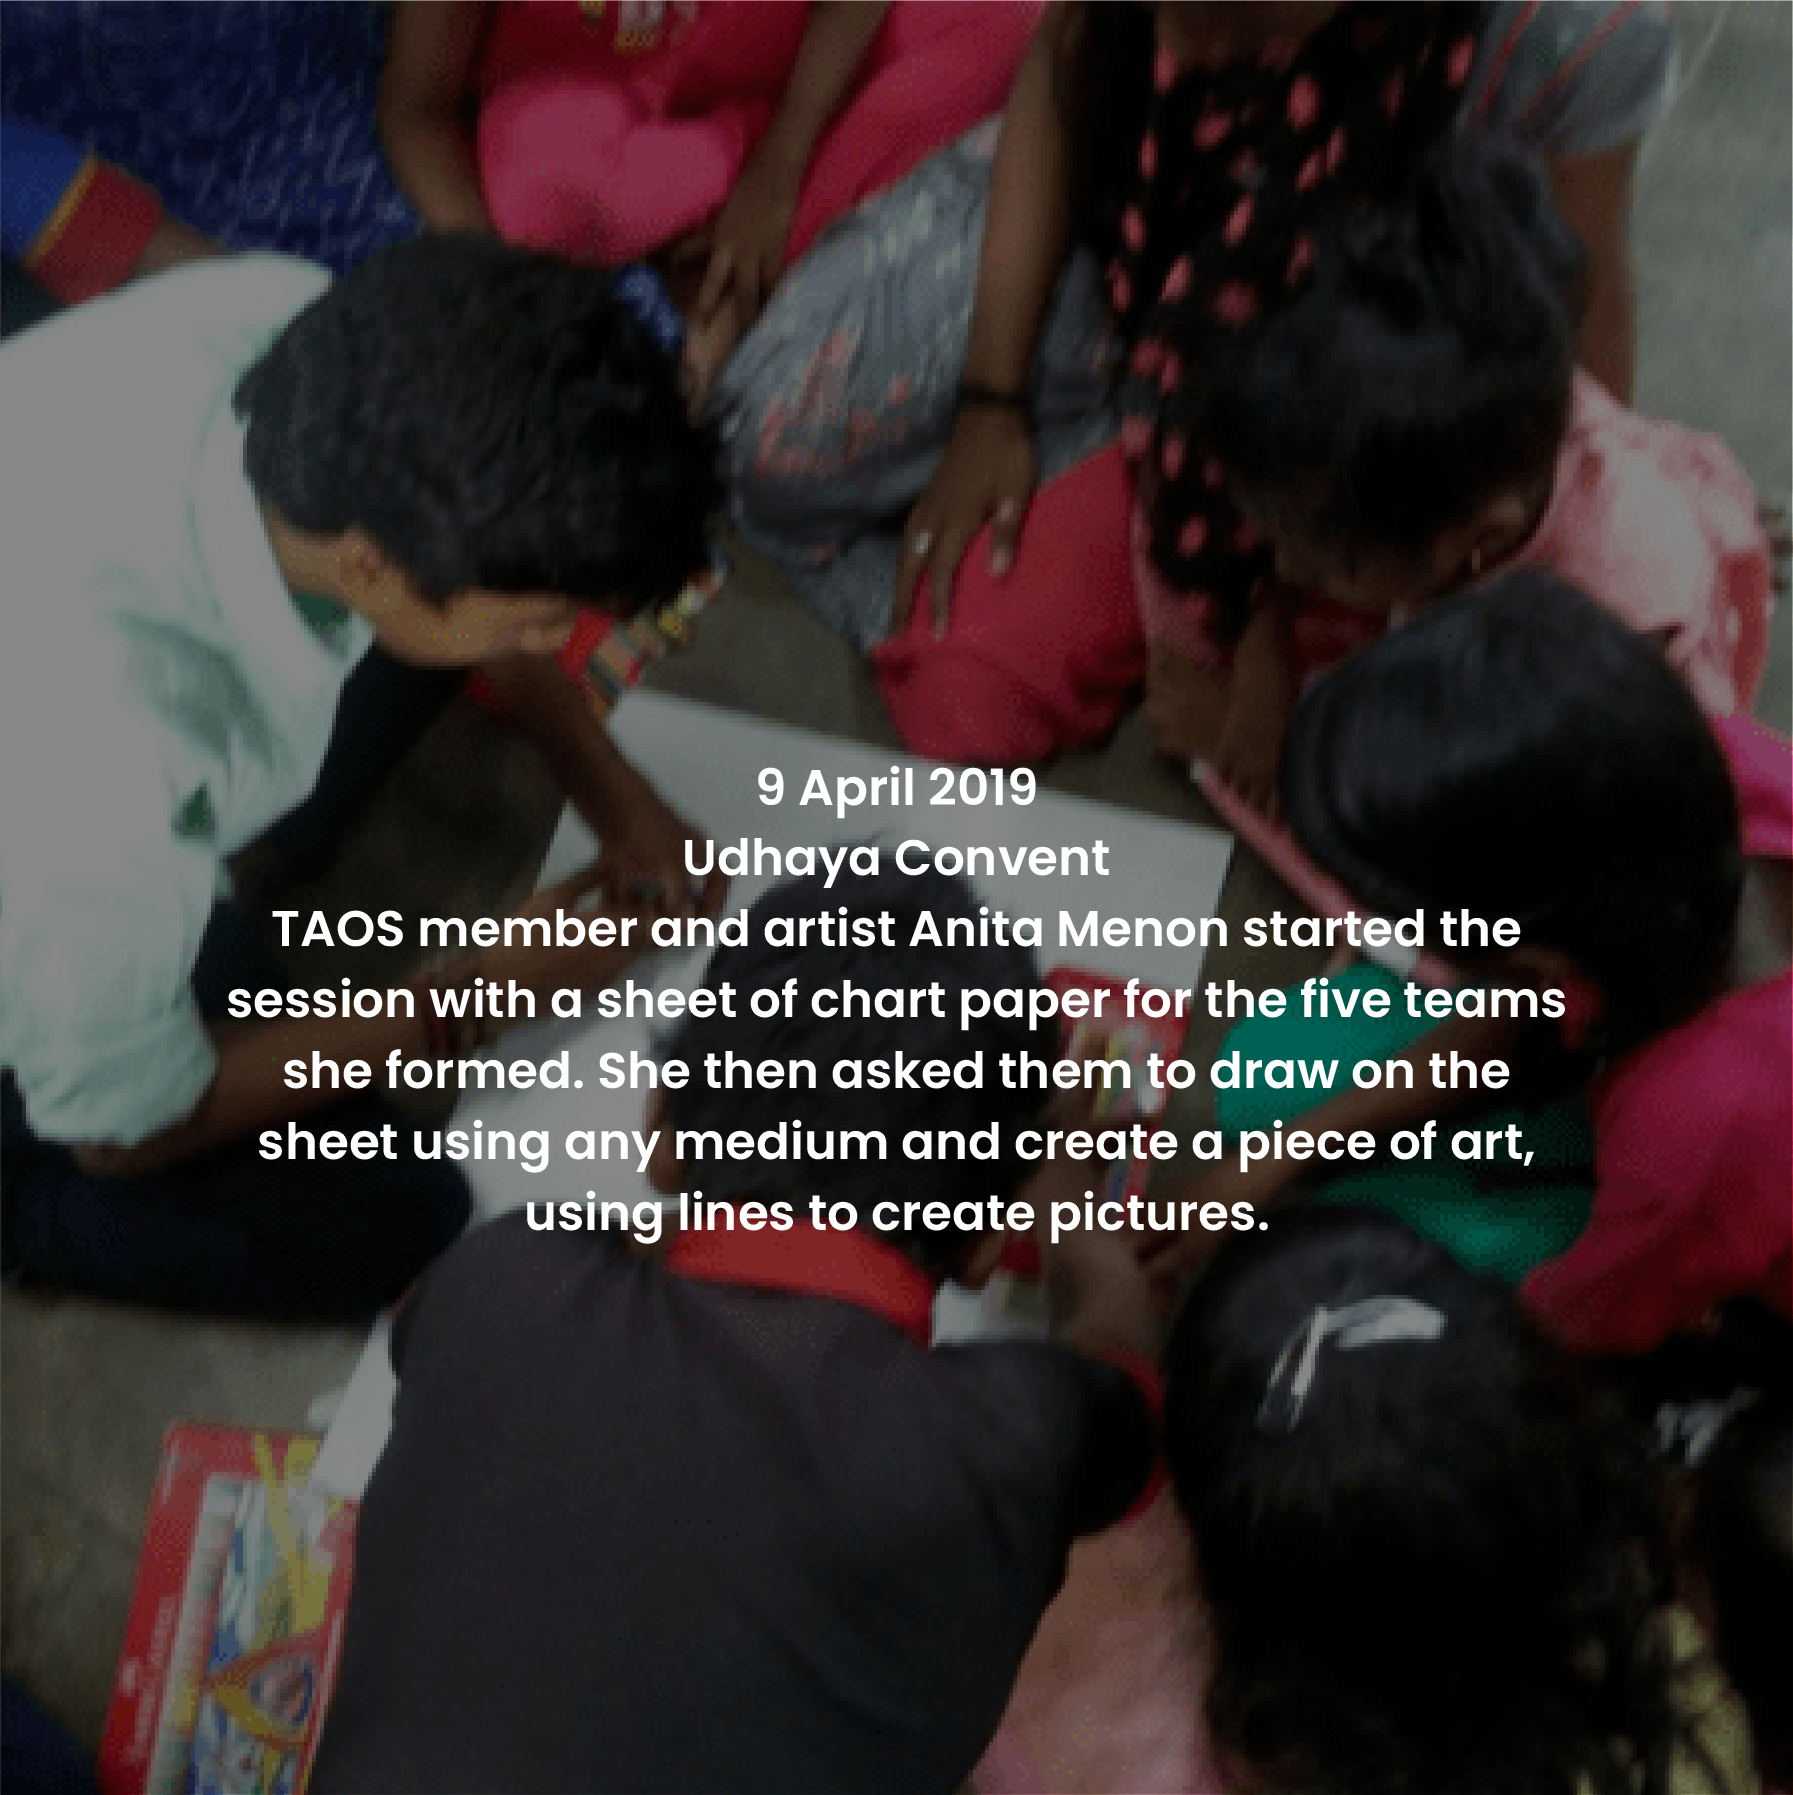 9 April 2019
Udhaya Convent
TAOS member and artist Anita Menon started the
session with a sheet of chart paper for the five teams
she formed. She then asked them to draw on the
sheet using any medium and create a piece of art,
using lines to create pictures.